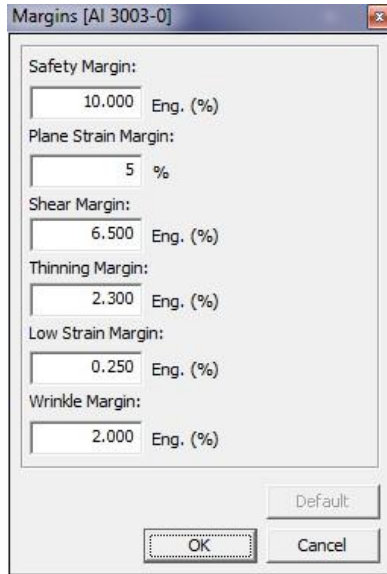 Margins [Al 3003-0]
x
Safety Margin:
10.000 Eng. (%)
Plane Strain Margin:
5 %
Shear Margin:
6.500 Eng. (%)
Thinning Margin:
2.300 Eng. (%)
Low Strain Margin:
0.250 Eng. (%)
Wrinkle Margin:
2.000 Eng. (%)
Default
OK Cancel